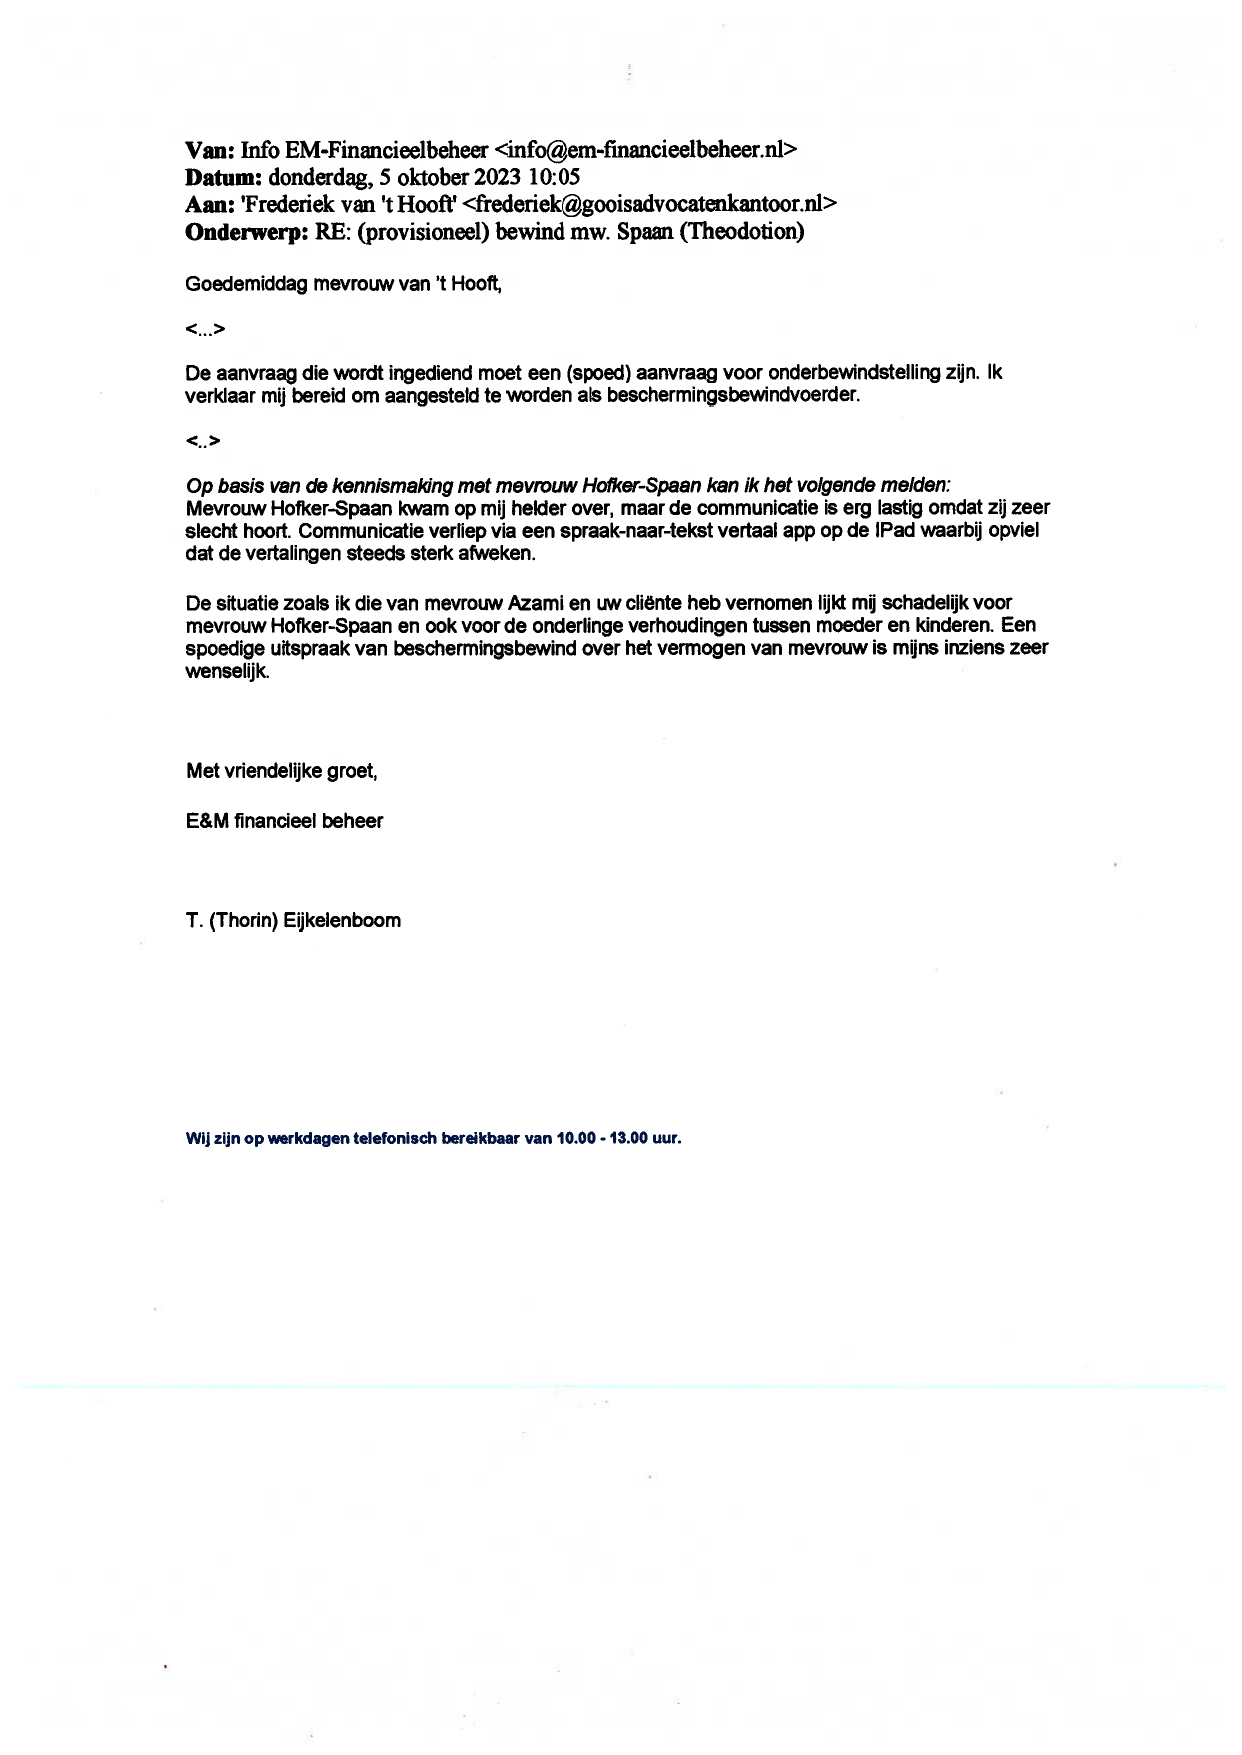 Van: Info EM-Financieelbeheer <info@em-financieelbeheer.nl>
Datum: donderdag, 5 oktober 2023 10:05
Aan: 'Frederiek van 't Hooft' <frederiek@gooisadvocatenkantoor.nl>
Onderwerp: RE: (provisioneel) bewind mw. Spaan (Theodotion)
Goedemiddag mevrouw van 't Hooft,
<...>
De aanvraag die wordt ingediend moet een (spoed) aanvraag voor onderbewindstelling zijn. Ik
verklaar mij bereid om aangesteld te worden als beschermingsbewindvoerder.
<..>
Op basis van de kennismaking met mevrouw Hofker-Spaan kan ik het volgende melden:
Mevrouw Hofker-Spaan kwam op mij helder over, maar de communicatie is erg lastig omdat zij zeer
slecht hoort. Communicatie verliep via een spraak-naar-tekst vertaal app op de IPad waarbij opviel
dat de vertalingen steeds sterk afweken.
De situatie zoals ik die van mevrouw Azami en uw cliënte heb vernomen lijkt mij schadelijk voor
mevrouw Hofker-Spaan en ook voor de onderlinge verhoudingen tussen moeder en kinderen. Een
spoedige uitspraak van beschermingsbewind over het vermogen van mevrouw is mijns inziens zeer
wenselijk.
Met vriendelijke groet,
E&M financieel beheer
T. (Thorin) Eijkelenboom
Wij zijn op werkdagen telefonisch bereikbaar van 10.00 - 13.00 uur.